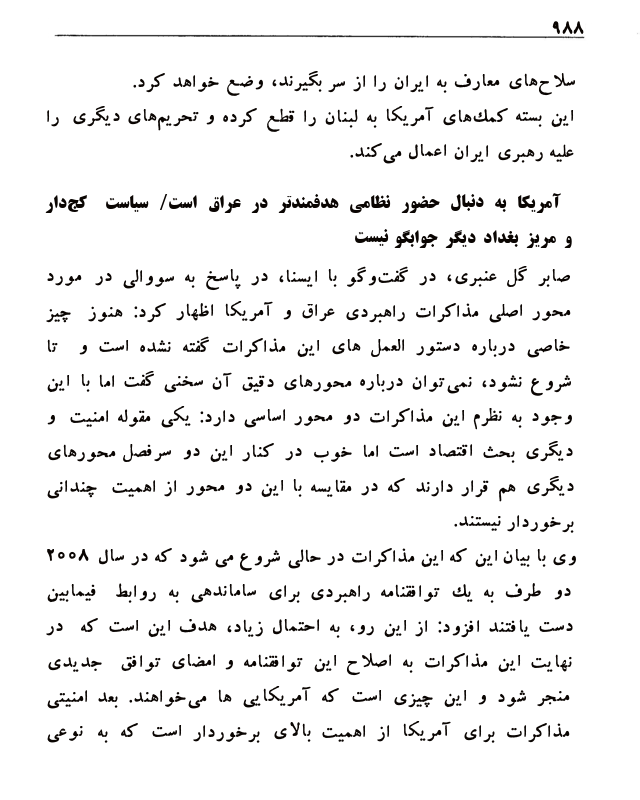 ۹۸۸
سلاح‌های معارف به ایران را از سر بگیرند، وضع خواهد کرد.
این بسته کمك‌های آمریکا به لبنان را قطع کرده و تحریم‌های دیگری را
علیه رهبری ایران اعمال می‌کند.
آمریکا به دنبال حضور نظامی هدفمندتر در عراق است/ سیاست کج‌دار
و مریز بغداد دیگر جوابگو نیست
صابر گل عنبری، در گفت‌وگو با ایسنا، در پاسخ به سووالی در مورد
محور اصلی مذاکرات راهبردی عراق و آمریکا اظهار کرد: هنوز چیز
خاصی درباره دستور العمل های این مذاکرات گفته نشده است و تا
شروع نشود، نمی‌توان درباره محورهای دقیق آن سخنی گفت اما با این
وجود به نظرم این مذاکرات دو محور اساسی دارد: یکی مقوله امنیت و
دیگری بحث اقتصاد است اما خوب در کنار این دو سرفصل محورهای
دیگری هم قرار دارند که در مقایسه با این دو محور از اهمیت چندانی
برخوردار نیستند.
وی با بیان این که این مذاکرات در حالی شروع می شود که در سال ۲۰۰۸
دو طرف به یك توافقنامه راهبردی برای ساماندهی به روابط فیمابین
دست یافتند افزود: از این رو، به احتمال زیاد، هدف این است که در
نهایت این مذاکرات به اصلاح این توافقنامه و امضای توافق جدیدی
منجر شود و این چیزی است که آمریکایی ها می‌خواهند. بعد امنیتی
مذاکرات برای آمریکا از اهمیت بالای برخوردار است که به نوعی